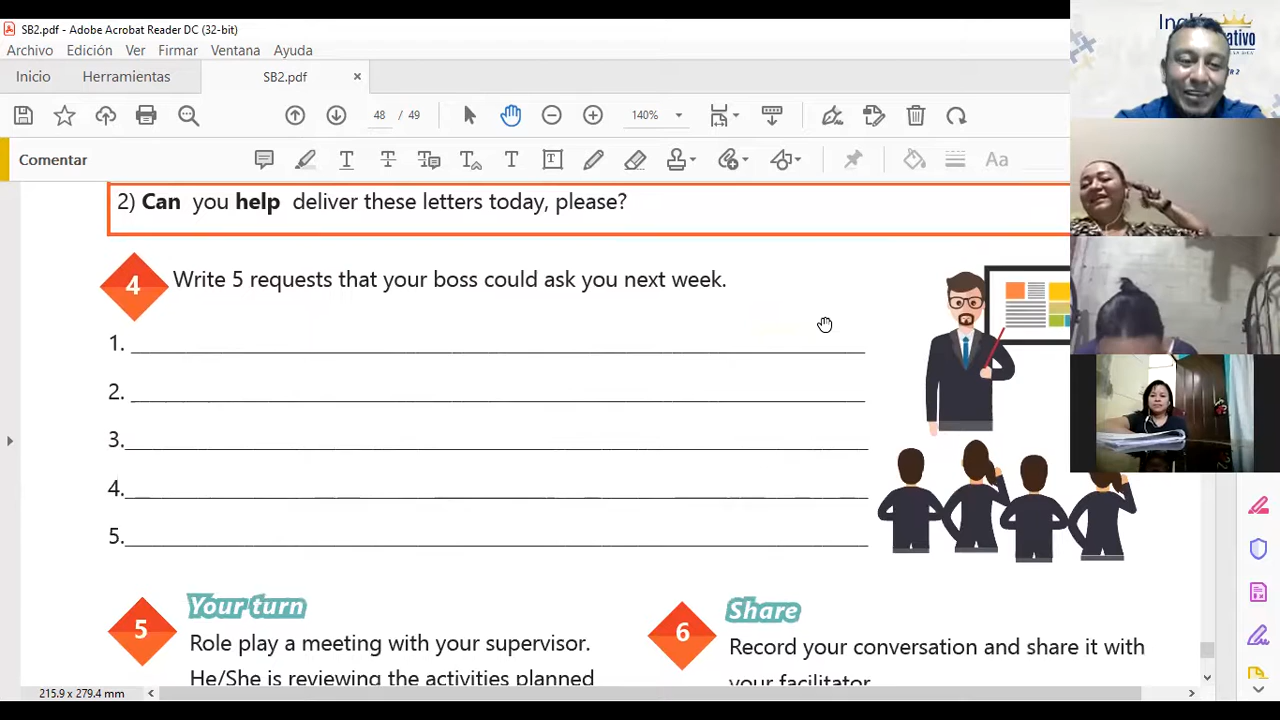 SB2.pdf - Adobe Acrobat Reader DC (32-bit)
Archivo Edición Ver Firmar Ventana Ayuda
Inicio Herramientas SB2.pdf ×
48 / 49 140%
Comentar
2) Can you help deliver these letters today, please?
4 Write 5 requests that your boss could ask you next week.
1.
2.
3.
4.
5.
5 Your turn
Role play a meeting with your supervisor.
He/She is reviewing the activities planned
6 Share
Record your conversation and share it with
your facilitator
215.9 x 279.4 mm